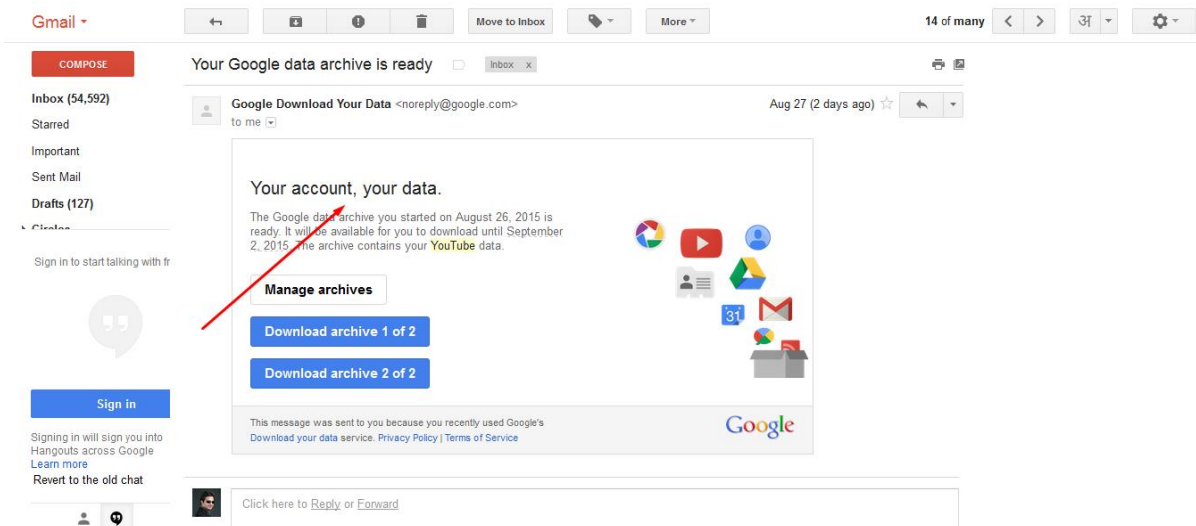 Gmail
Move to Inbox
More
14 of many
अ
COMPOSE
Your Google data archive is ready
Inbox x
Inbox (54,592)
Starred
Important
Sent Mail
Drafts (127)
Circles
Google Download Your Data <noreply@google.com>
to me
Aug 27 (2 days ago)
Your account, your data.
The Google data archive you started on August 26, 2015 is
ready. It will be available for you to download until September
2, 2015. The archive contains your YouTube data.
Manage archives
Download archive 1 of 2
Download archive 2 of 2
31
This message was sent to you because you recently used Google's
Download your data service. Privacy Policy | Terms of Service
Google
Sign in to start talking with fr
Sign in
Signing in will sign you into
Hangouts across Google
Learn more
Revert to the old chat
Click here to Reply or Forward